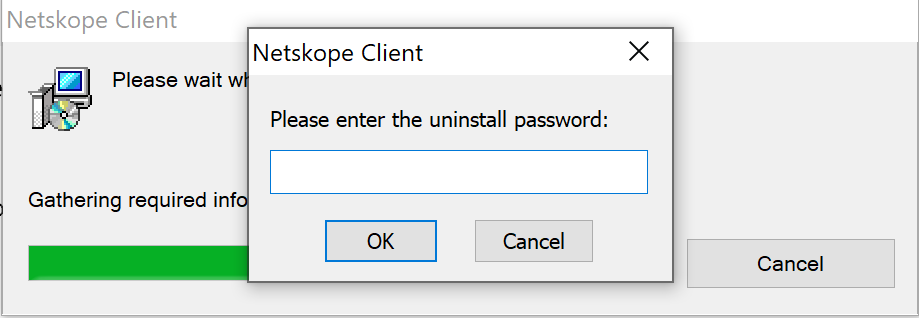 Netskope Client
Please wait wh
Gathering required info
Cancel
Netskope Client
Please enter the uninstall password:
OK
Cancel